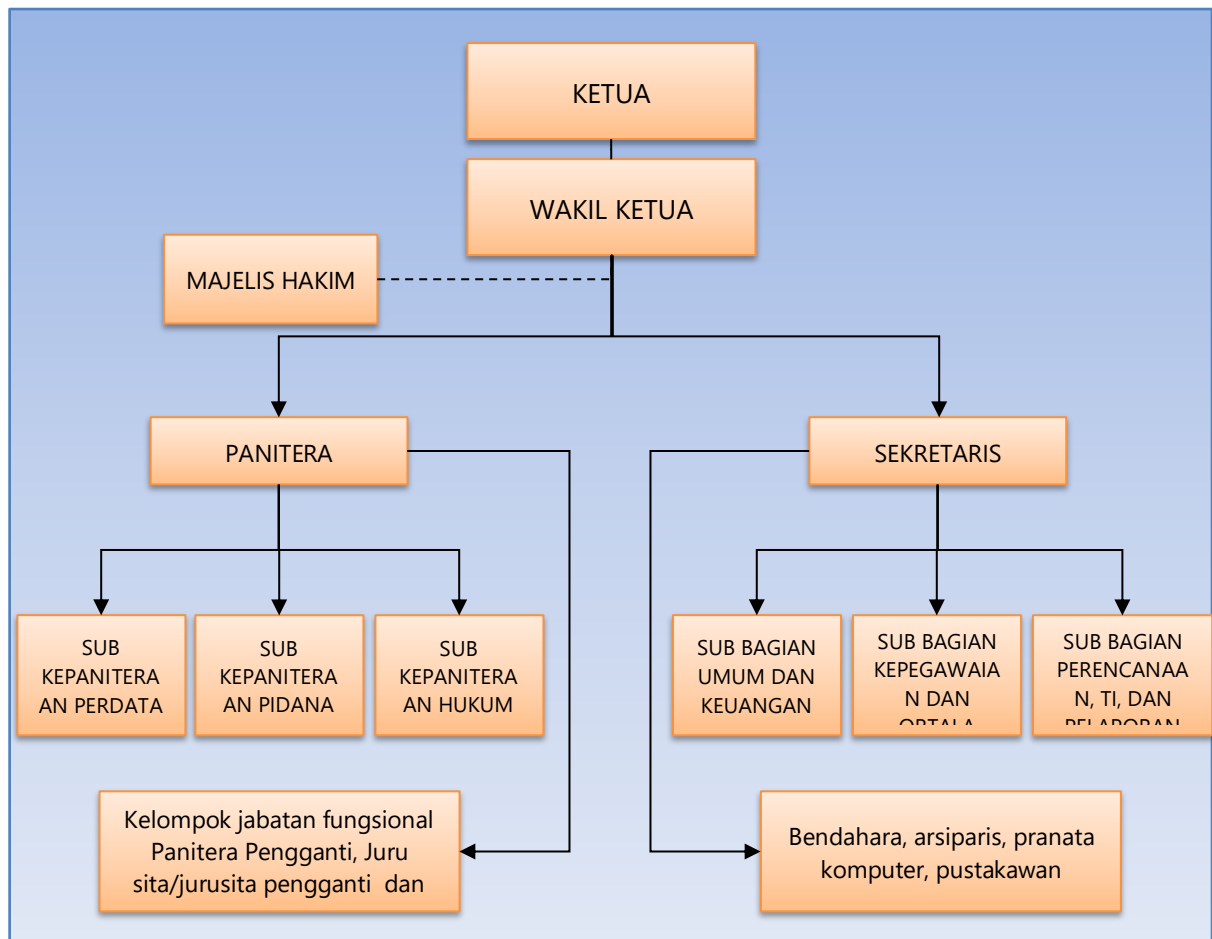 KETUA
WAKIL KETUA
MAJELIS HAKIM
PANITERA
SEKRETARIS
SUB
KEPANITERA
AN PERDATA
SUB
KEPANITERA
AN PIDANA
SUB
KEPANITERA
AN HUKUM
SUB BAGIAN
UMUM DAN
KEUANGAN
SUB BAGIAN
KEPEGAWAIA
N DAN
ORTALA
SUB BAGIAN
PERENCANAA
N, TI, DAN
PELAPORAN
Kelompok jabatan fungsional
Panitera Pengganti, Juru
sita/jurusita pengganti dan
Bendahara, arsiparis, pranata
komputer, pustakawan